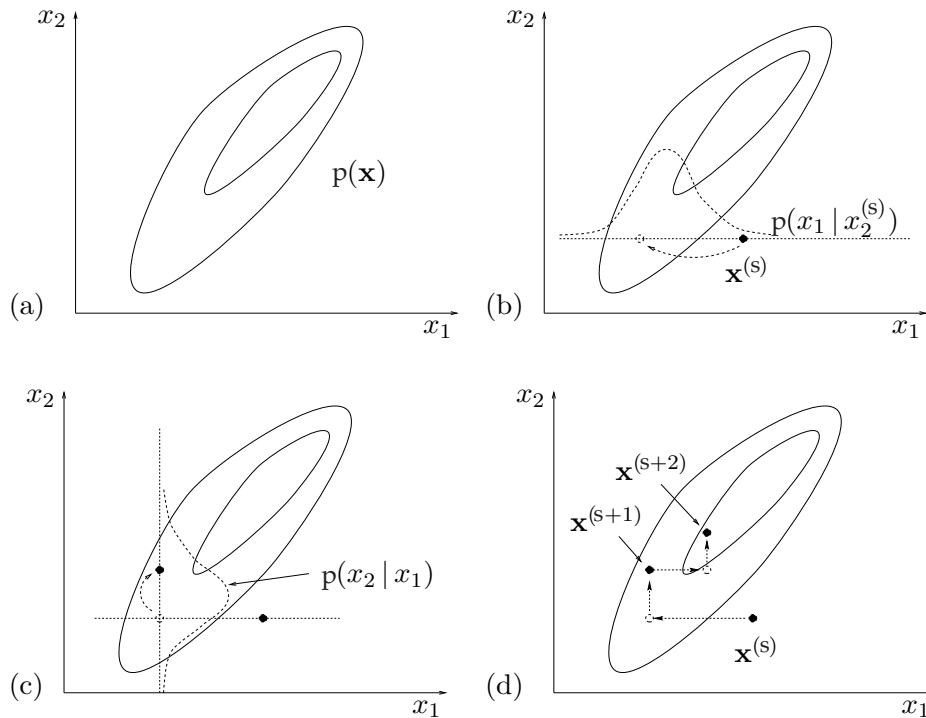 x₂
p(𝐱)
(a)
x₁
x₂
p(x₁ | x₂⁽ˢ⁾)
𝐱⁽ˢ⁾
(b)
x₁
x₂
p(x₂ | x₁)
(c)
x₁
x₂
𝐱⁽ˢ⁺²⁾
𝐱⁽ˢ⁺¹⁾
𝐱⁽ˢ⁾
(d)
x₁